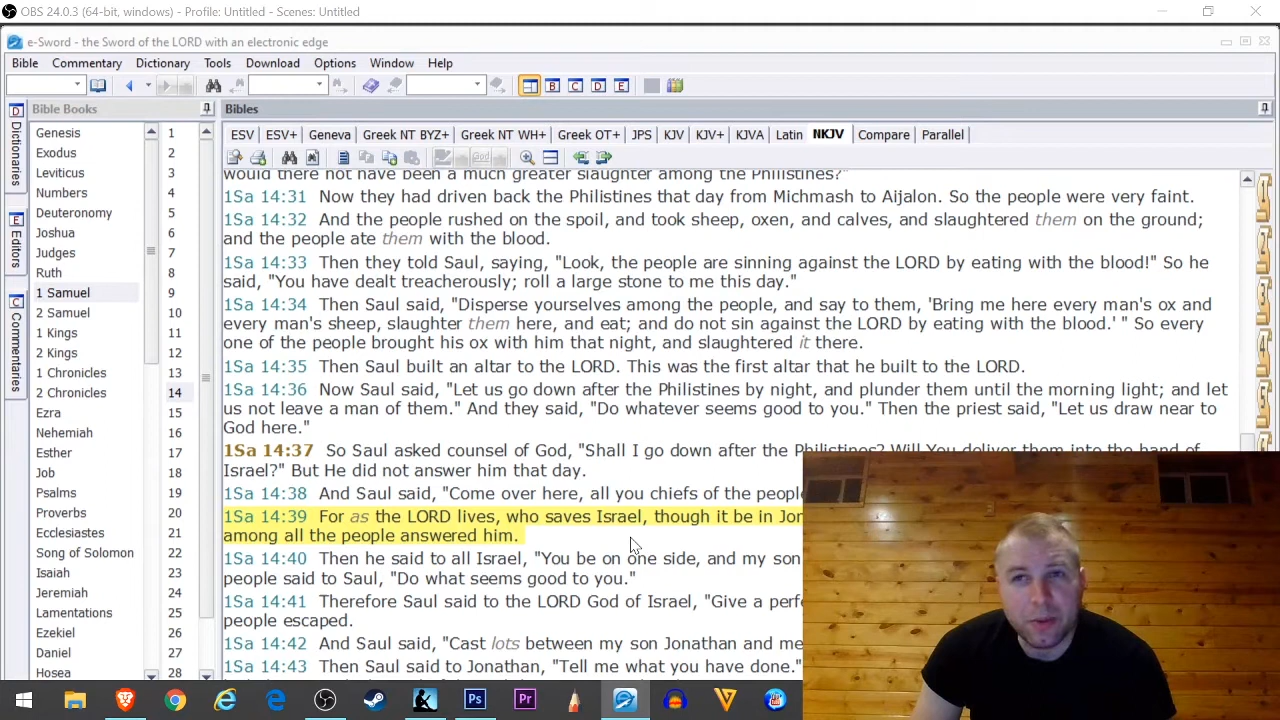 OBS 24.0.3 (64-bit, windows) - Profile: Untitled - Scenes: Untitled
e-Sword - the Sword of the LORD with an electronic edge
Bible Commentary Dictionary Tools Download Options Window Help
B C D E
Bible Books
Bibles
D Dictionaries
E Editors
C Commentaries
ESV ESV+ Geneva Greek NT BYZ+ Greek NT WH+ Greek OT+ JPS KJV KJV+ KJVA Latin NKJV Compare Parallel
God
Genesis 1
Exodus 2
Leviticus 3
Numbers 4
Deuteronomy 5
Joshua 6
Judges 7
Ruth 8
1 Samuel 9
2 Samuel 10
1 Kings 11
2 Kings 12
1 Chronicles 13
2 Chronicles 14
Ezra 15
Nehemiah 16
Esther 17
Job 18
Psalms 19
Proverbs 20
Ecclesiastes 21
Song of Solomon 22
Isaiah 23
Jeremiah 24
Lamentations 25
Ezekiel 26
Daniel 27
Hosea 28
would there not have been a much greater slaughter among the Philistines?"
1Sa 14:31 Now they had driven back the Philistines that day from Michmash to Aijalon. So the people were very faint.
1Sa 14:32 And the people rushed on the spoil, and took sheep, oxen, and calves, and slaughtered them on the ground;
and the people ate them with the blood.
1Sa 14:33 Then they told Saul, saying, "Look, the people are sinning against the LORD by eating with the blood!" So he
said, "You have dealt treacherously; roll a large stone to me this day."
1Sa 14:34 Then Saul said, "Disperse yourselves among the people, and say to them, 'Bring me here every man's ox and
every man's sheep, slaughter them here, and eat; and do not sin against the LORD by eating with the blood.' " So every
one of the people brought his ox with him that night, and slaughtered it there.
1Sa 14:35 Then Saul built an altar to the LORD. This was the first altar that he built to the LORD.
1Sa 14:36 Now Saul said, "Let us go down after the Philistines by night, and plunder them until the morning light; and let
us not leave a man of them." And they said, "Do whatever seems good to you." Then the priest said, "Let us draw near to
God here."
1Sa 14:37 So Saul asked counsel of God, "Shall I go down after the Philistines? Will You deliver them into the hand of
Israel?" But He did not answer him that day.
1Sa 14:38 And Saul said, "Come over here, all you chiefs of the people
1Sa 14:39 For as the LORD lives, who saves Israel, though it be in Jon
among all the people answered him.
1Sa 14:40 Then he said to all Israel, "You be on one side, and my son
people said to Saul, "Do what seems good to you."
1Sa 14:41 Therefore Saul said to the LORD God of Israel, "Give a perfe
people escaped.
1Sa 14:42 And Saul said, "Cast lots between my son Jonathan and me
1Sa 14:43 Then Saul said to Jonathan, "Tell me what you have done."
1
2
3
4
Ps
Pr